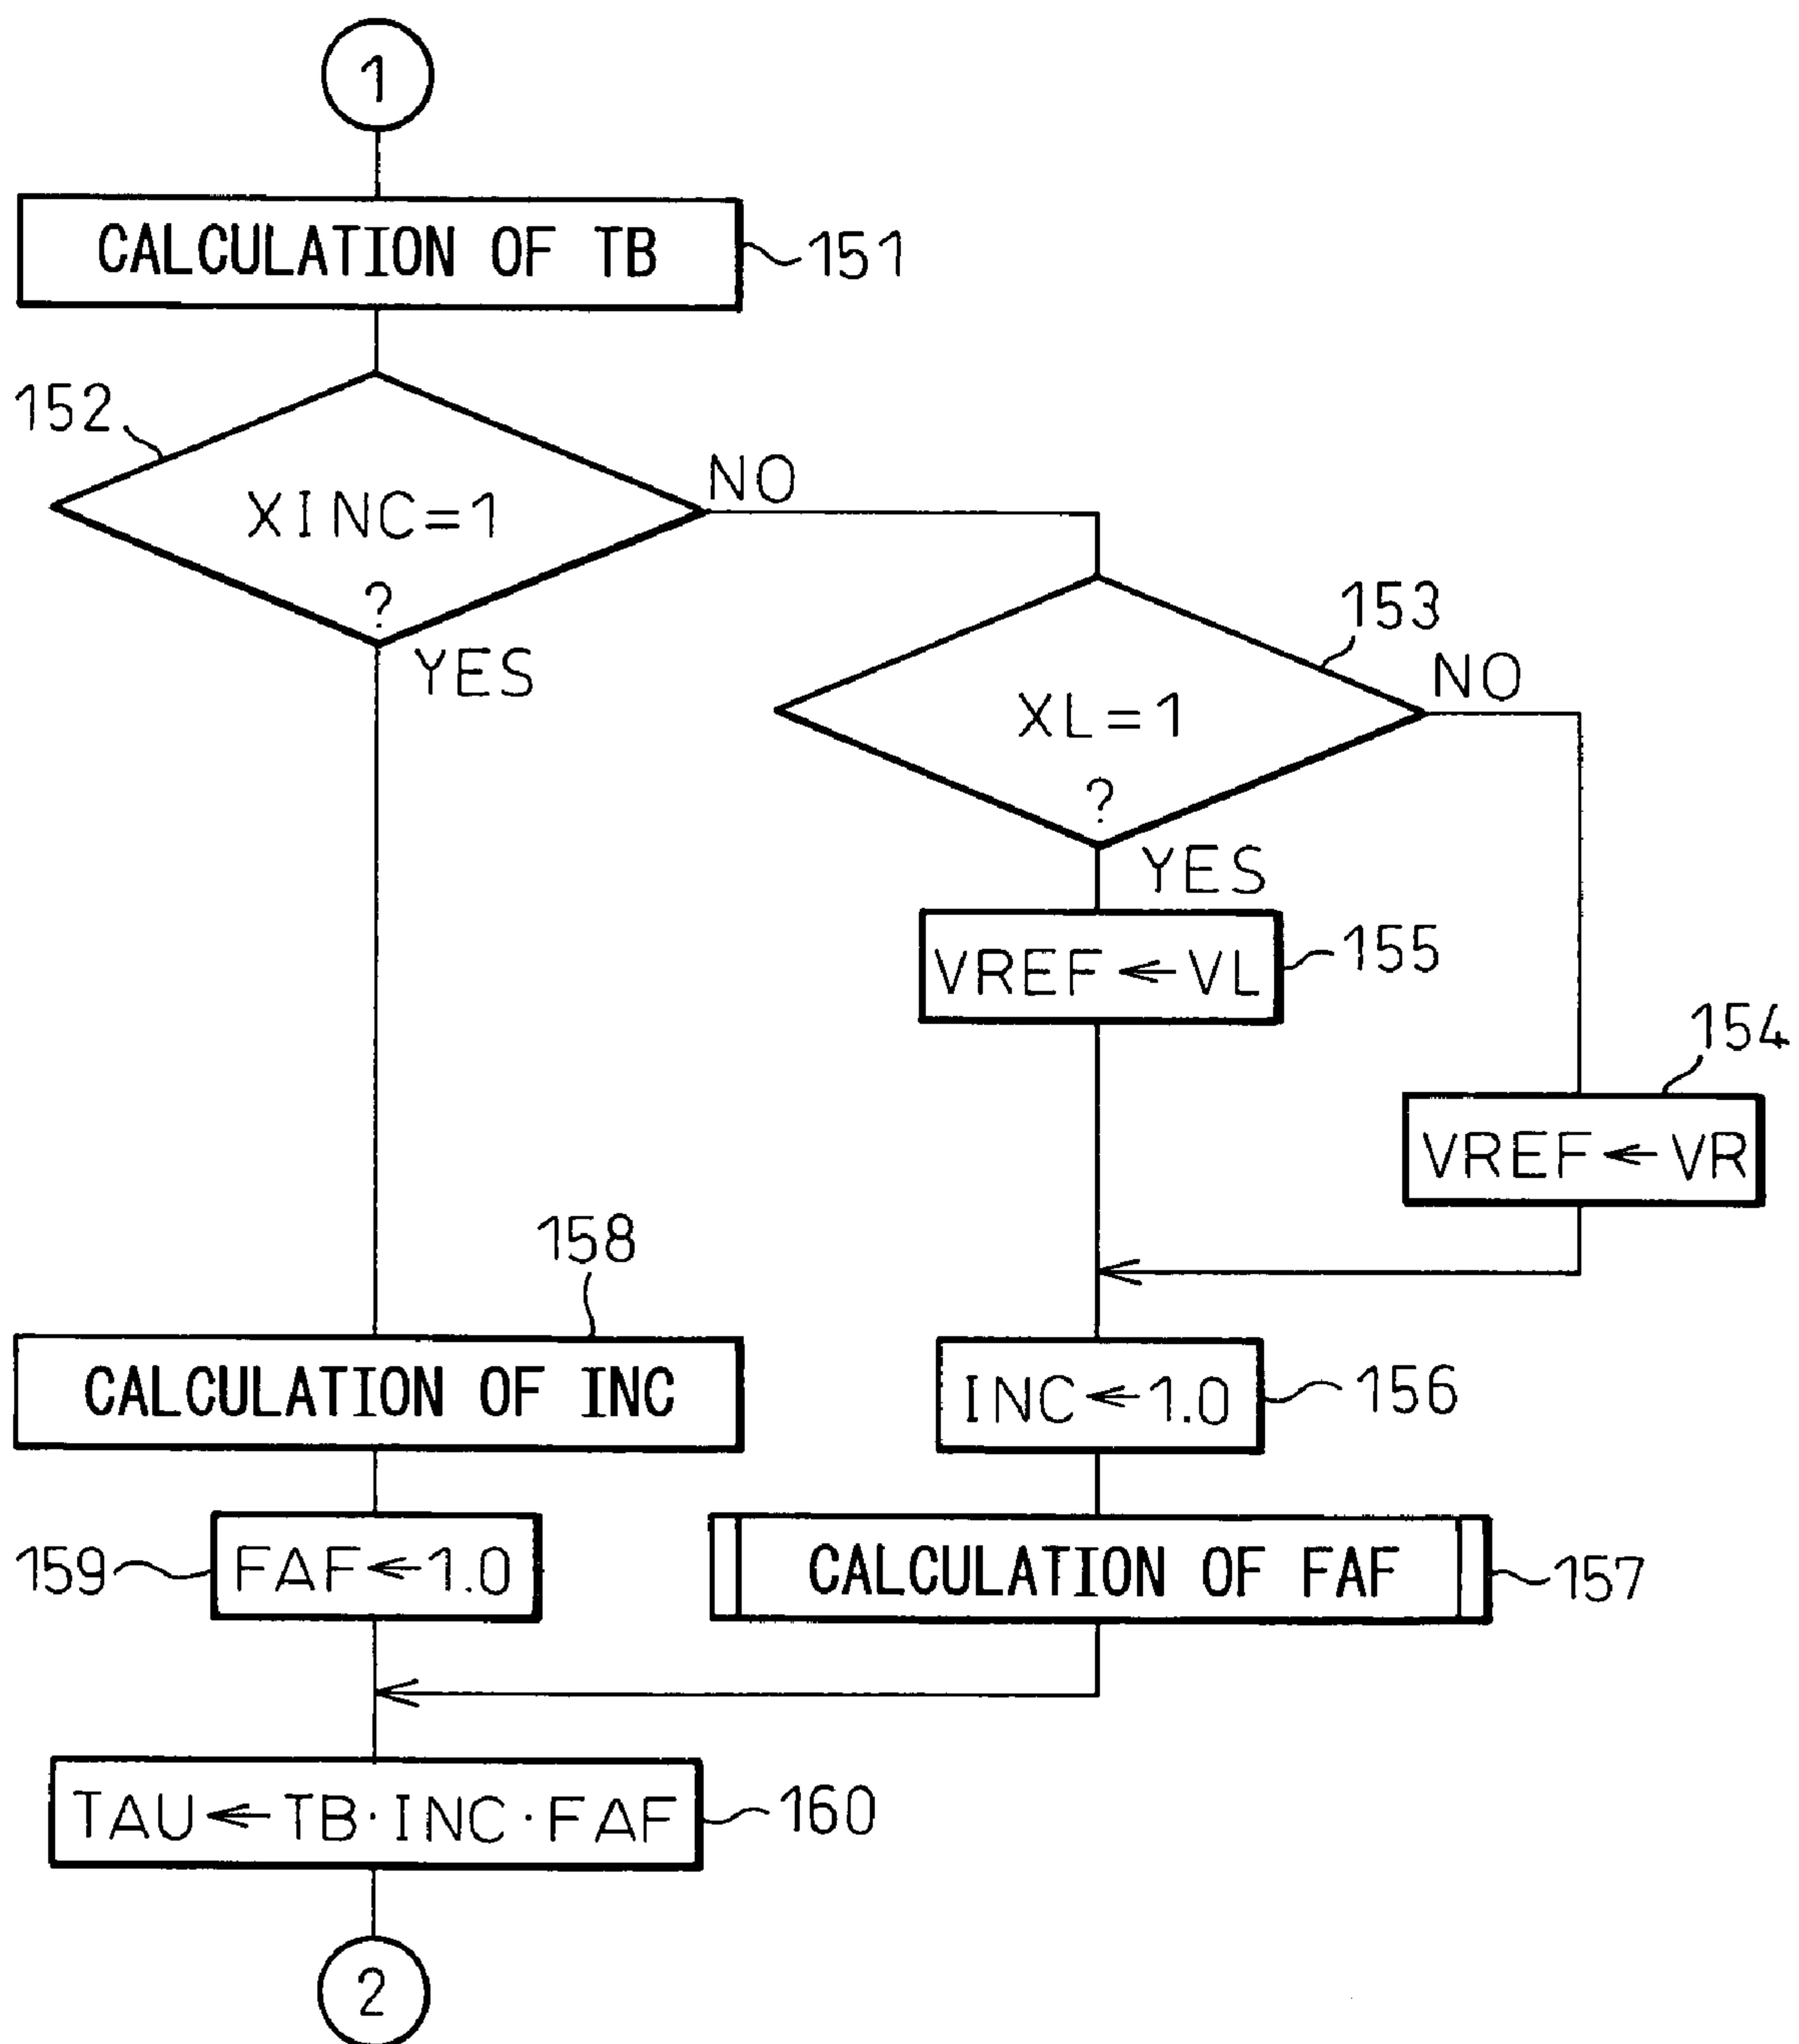 1
CALCULATION OF TB
151
152
XINC=1
?
NO
YES
153
XL=1
?
NO
YES
VREF←VL
155
154
VREF←VR
158
CALCULATION OF INC
INC←1.0
156
159
FAF←1.0
CALCULATION OF FAF
157
TAU←TB·INC·FAF
160
2